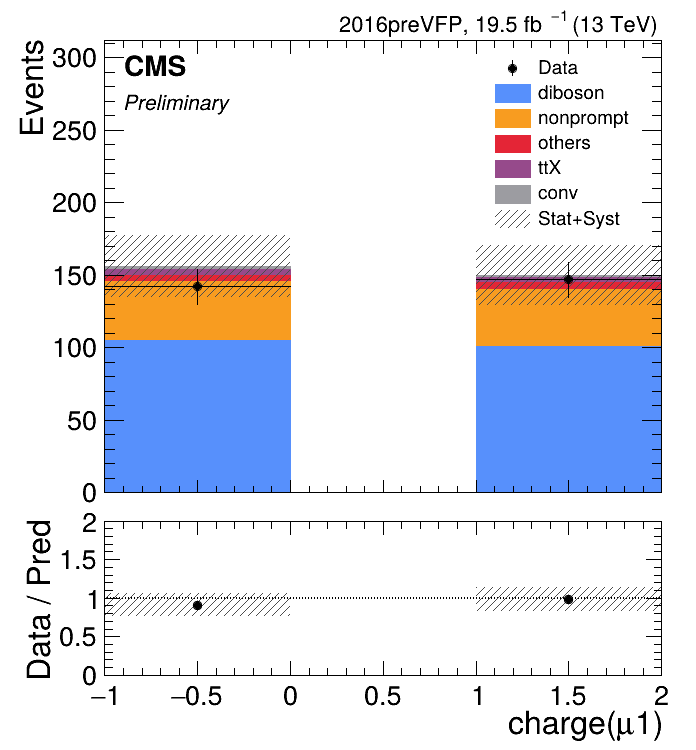 2016preVFP, 19.5 fb ⁻¹ (13 TeV)
CMS
Preliminary
Events
300
250
200
150
100
50
0
Data
diboson
nonprompt
others
ttX
conv
Stat+Syst
Data / Pred
2
1.5
1
0.5
0
−1 −0.5 0 0.5 1 1.5 2
charge(μ1)